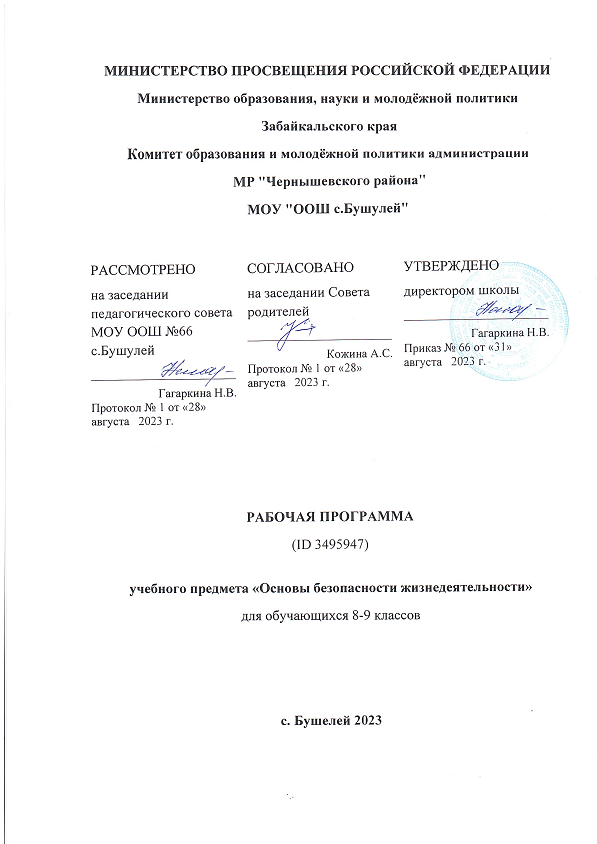 МИНИСТЕРСТВО ПРОСВЕЩЕНИЯ РОССИЙСКОЙ ФЕДЕРАЦИИ
Министерство образования, науки и молодёжной политики
Забайкальского края
Комитет образования и молодёжной политики администрации
МР "Чернышевского района"
МОУ "ООШ с.Бушулей"
РАССМОТРЕНО
на заседании
педагогического совета
МОУ ООШ №66
с.Бушулей
Гагаркина Н.В.
Протокол № 1 от «28»
августа 2023 г.
СОГЛАСОВАНО
на заседании Совета
родителей
Кожина А.С.
Протокол № 1 от «28»
августа 2023 г.
УТВЕРЖДЕНО
директором школы
Гагаркина Н.В.
Приказ № 66 от «31»
августа 2023 г.
РАБОЧАЯ ПРОГРАММА
(ID 3495947)
учебного предмета «Основы безопасности жизнедеятельности»
для обучающихся 8-9 классов
с. Бушелей 2023